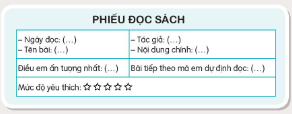 PHIẾU ĐỌC SÁCH
– Ngày đọc: (…)
– Tên bài: (…)
– Tác giả: (…)
– Nội dung chính: (…)
Điều em ấn tượng nhất: (…)
Bài tiếp theo mà em dự định đọc: (…)
Mức độ yêu thích: ☆☆☆☆☆